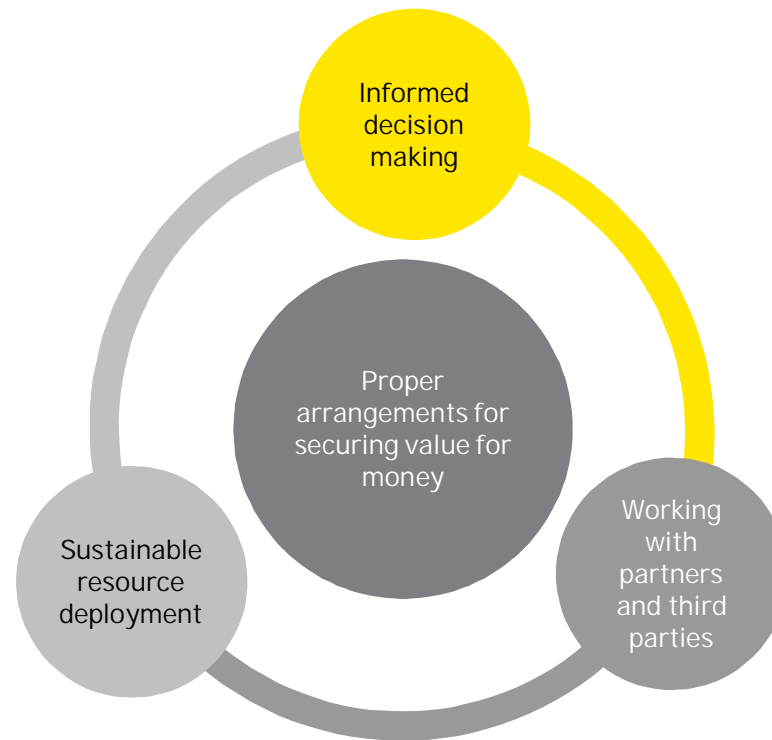 Informed
decision
making
Proper
arrangements for
securing value for
money
Sustainable
resource
deployment
Working
with
partners
and third
parties